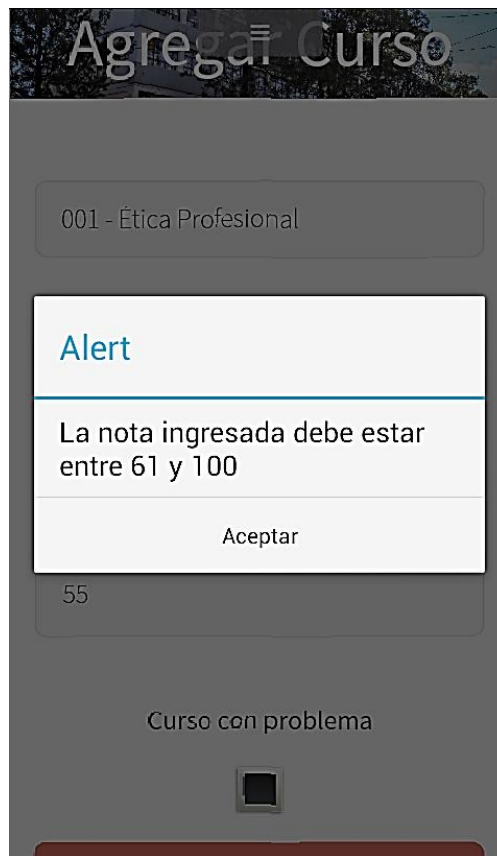 Agregar Curso
001 - Ética Profesional
Alert
La nota ingresada debe estar
entre 61 y 100
Aceptar
55
Curso con problema